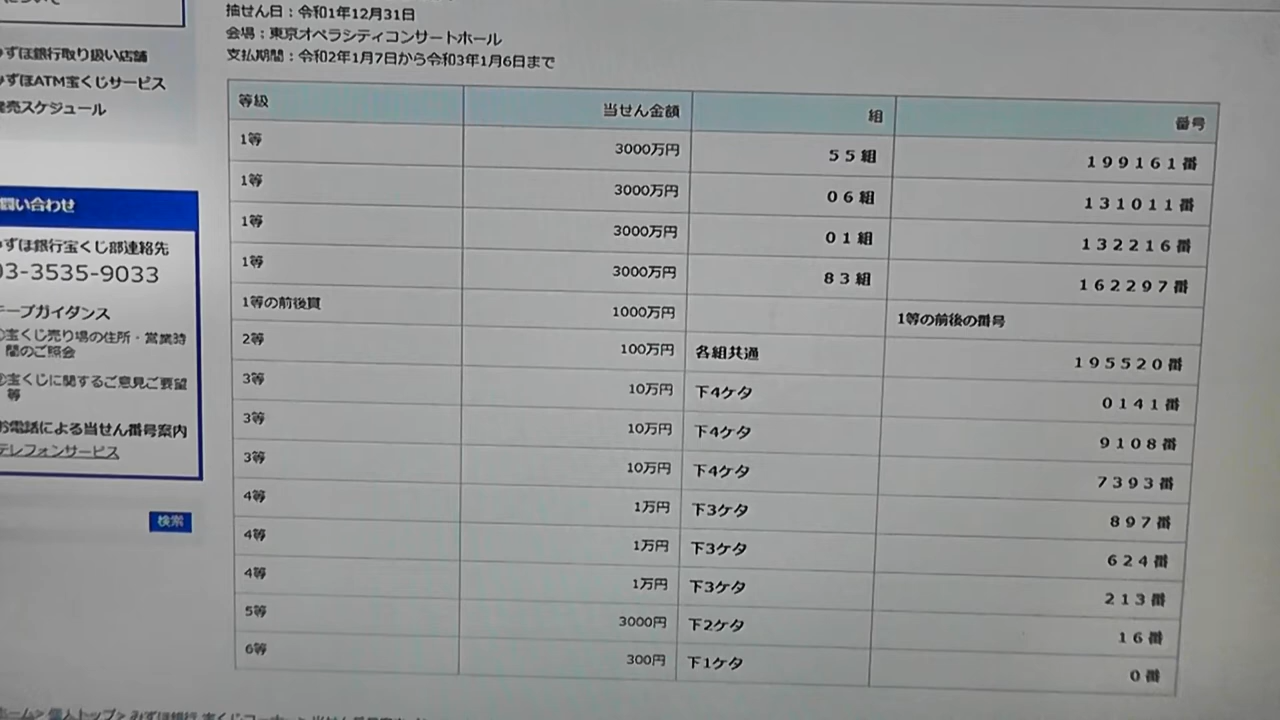 抽せん日：令和1年12月31日
会場：東京オペラシティコンサートホール
支払期間：令和2年1月7日から令和3年1月6日まで
ずほ銀行取り扱い店舗
ずほATM宝くじサービス
売スケジュール
問い合わせ
ずほ銀行宝くじ部連絡先
03-3535-9033
ープガイダンス
宝くじ売り場の住所・営業時
間のご照会
宝くじに関するご意見ご要望
等
お電話による当せん番号案内
テレフォンサービス
検索
等級 当せん金額 組 番号
1等 3000万円 55組 199161番
1等 3000万円 06組 131011番
1等 3000万円 01組 132216番
1等 3000万円 83組 162297番
1等の前後賞 1000万円 1等の前後の番号
2等 100万円 各組共通 195520番
3等 10万円 下4ケタ 0141番
3等 10万円 下4ケタ 9108番
3等 10万円 下4ケタ 7393番
4等 1万円 下3ケタ 897番
4等 1万円 下3ケタ 624番
4等 1万円 下3ケタ 213番
5等 3000円 下2ケタ 16番
6等 300円 下1ケタ 0番